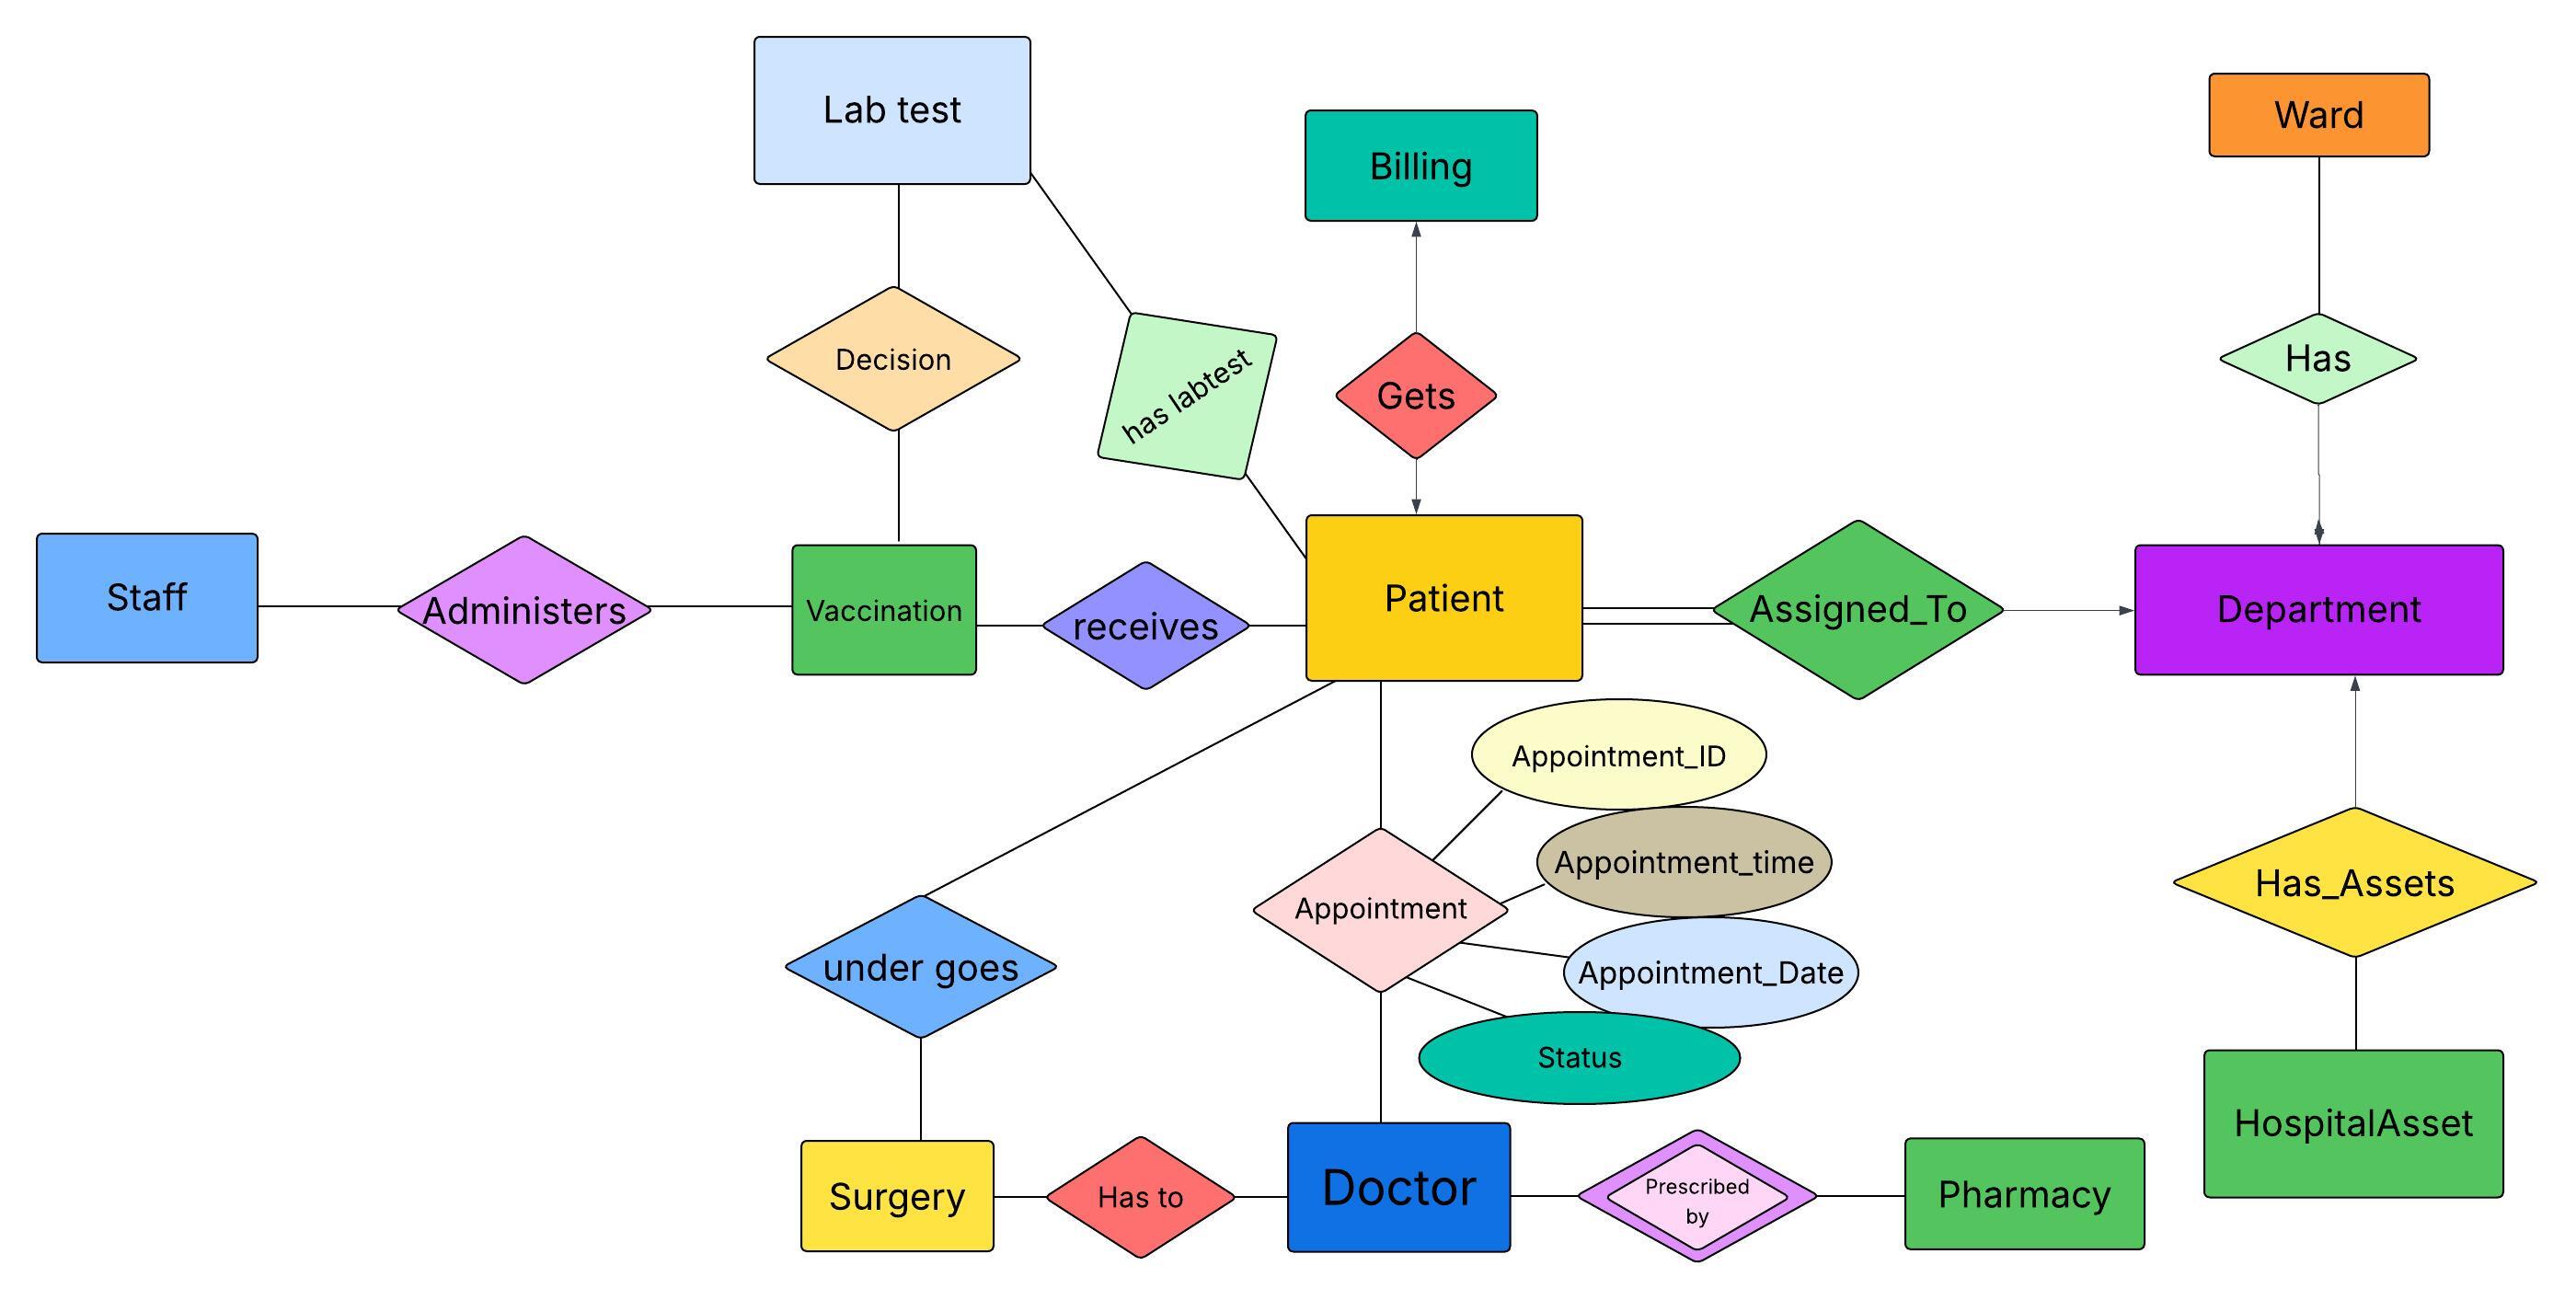 Lab test
Ward
Billing
Decision
has labtest
Gets
Has
Staff
Administers
Vaccination
receives
Patient
Assigned_To
Department
Appointment_ID
Appointment_time
Appointment
Has_Assets
under goes
Appointment_Date
Status
HospitalAsset
Surgery
Has to
Doctor
Prescribed
by
Pharmacy